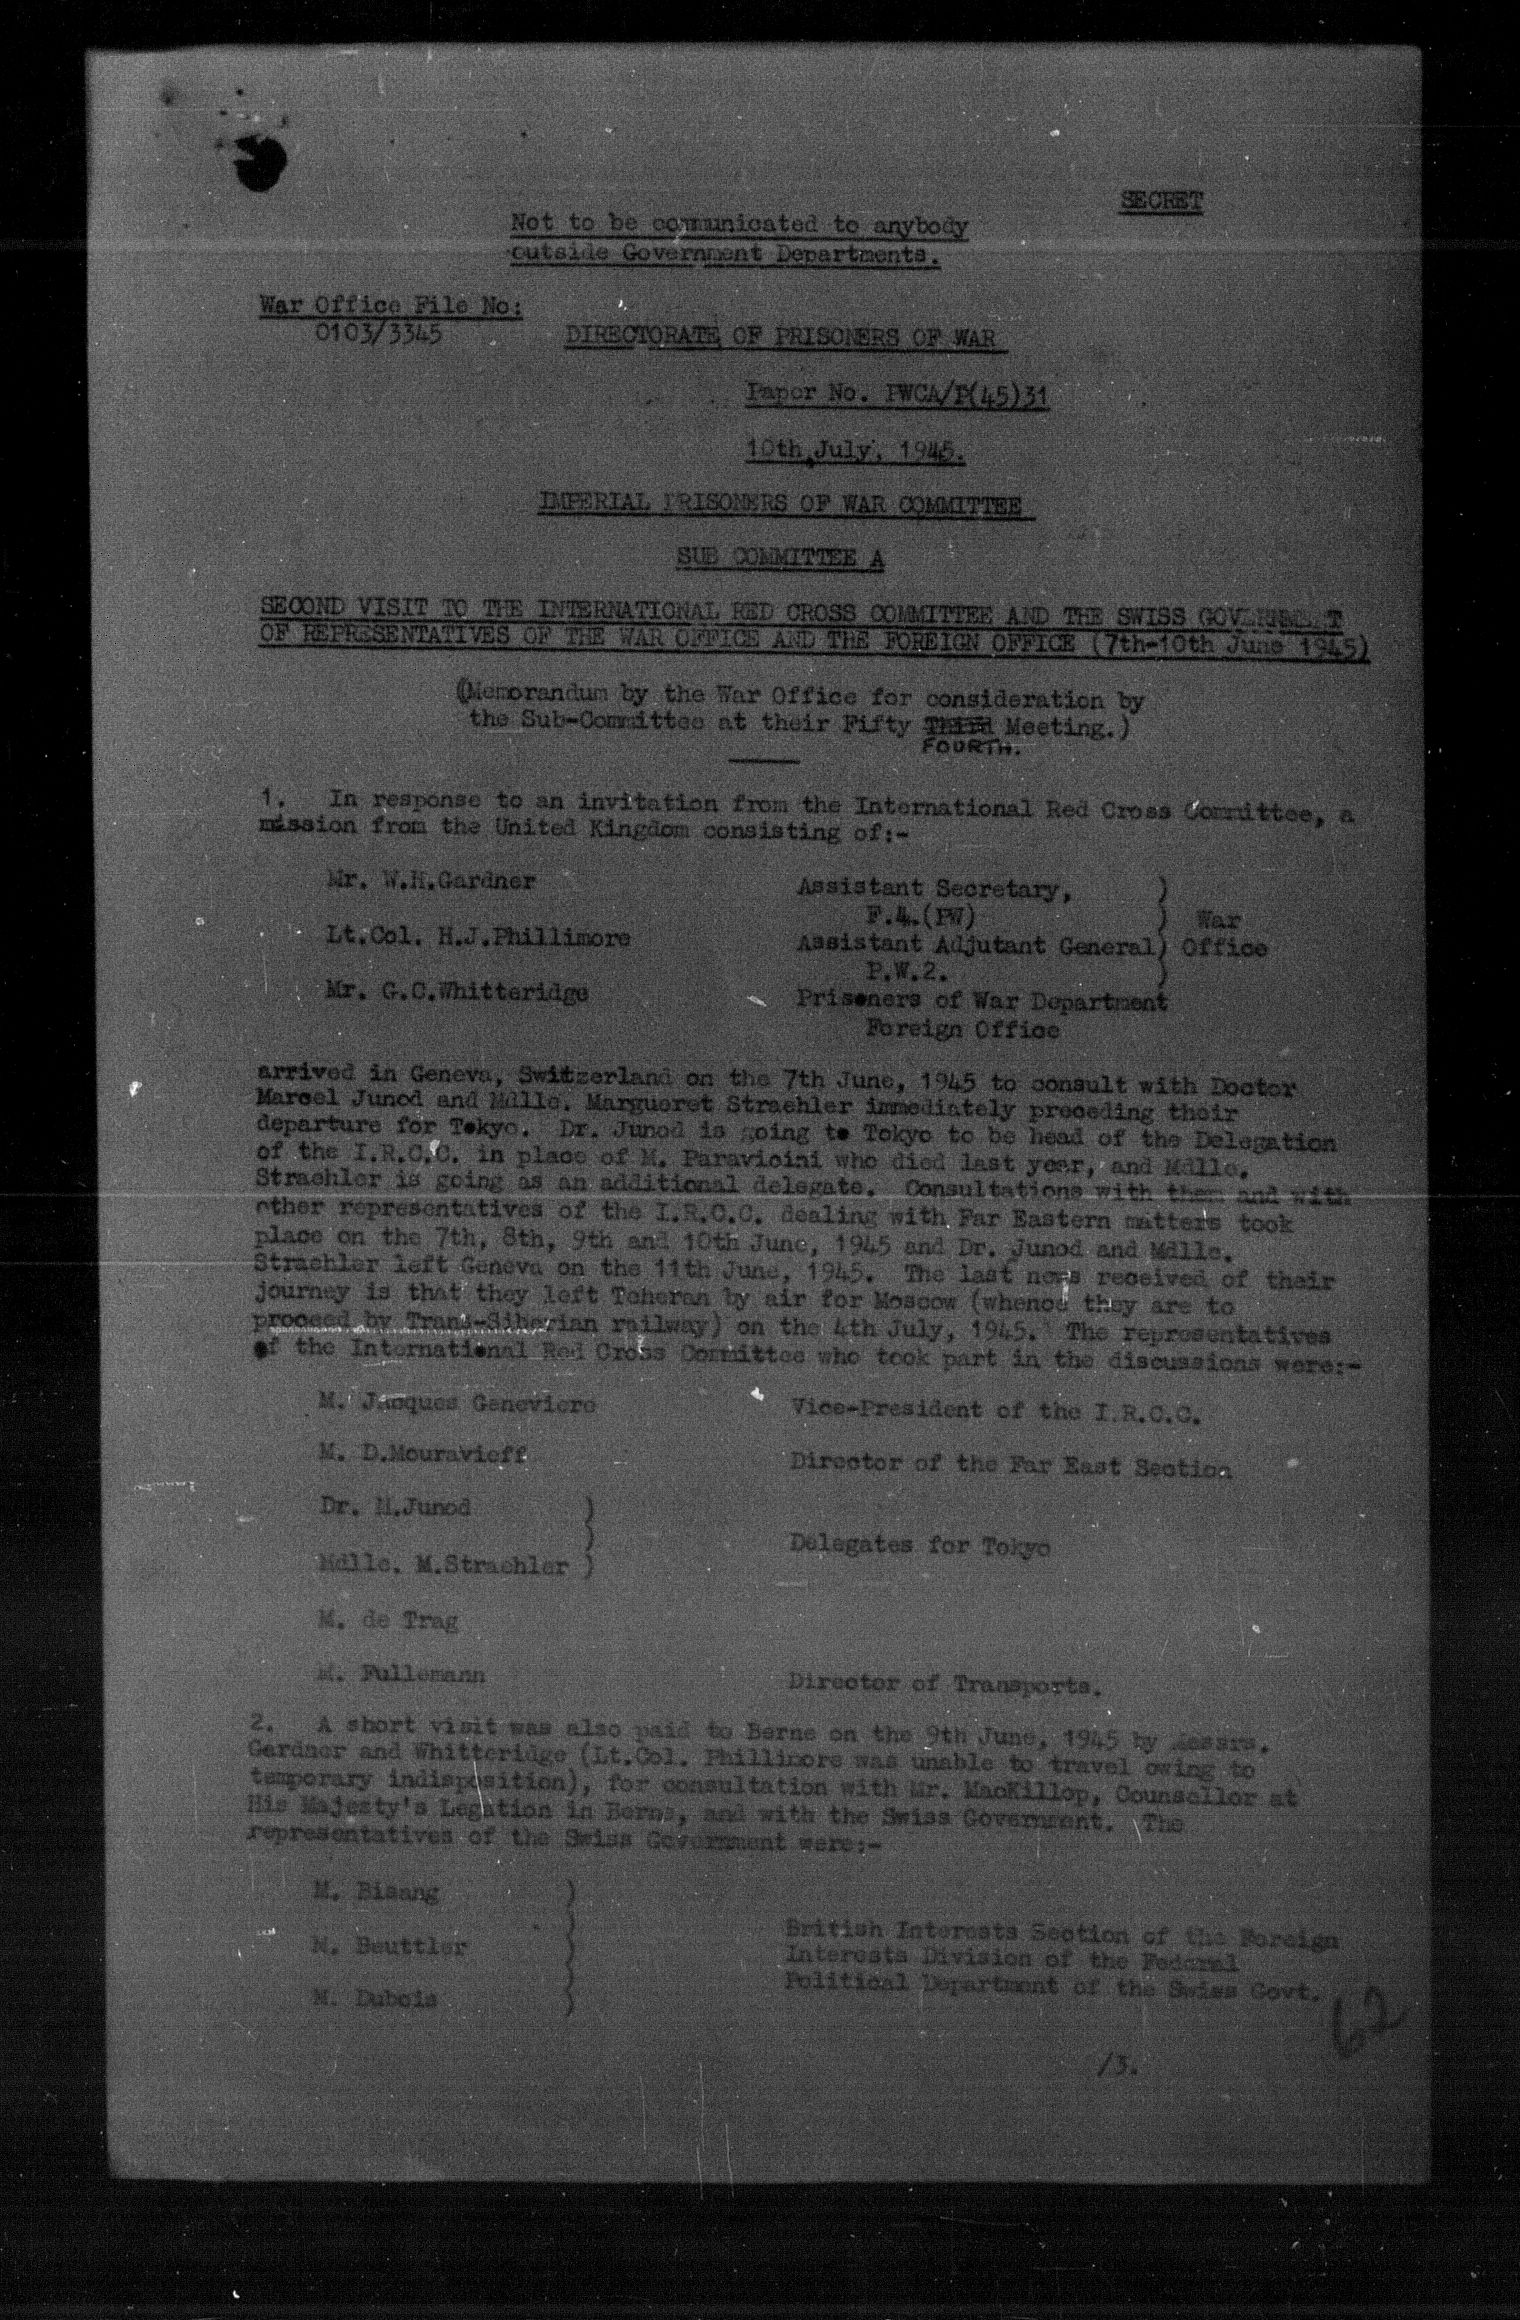 SECRET
Not to be communicated to anybody
outside Government Departments.
War Office File No:
0103/3345
DIRECTORATE OF PRISONERS OF WAR
Paper No. PWCA/P(45)31
10th July, 1945.
IMPERIAL PRISONERS OF WAR COMMITTEE
SUB COMMITTEE A
SECOND VISIT TO THE INTERNATIONAL RED CROSS COMMITTEE AND THE SWISS GOVERNMENT
OF REPRESENTATIVES OF THE WAR OFFICE AND THE FOREIGN OFFICE (7th-10th June 1945)
(Memorandum by the War Office for consideration by
the Sub-Committee at their Fifty Third Meeting.)
FOURTH.
1. In response to an invitation from the International Red Cross Committee, a
mission from the United Kingdom consisting of:-
Mr. W.H.Gardner Assistant Secretary, )
F.4.(PW) ) War
Lt.Col. H.J.Phillimore Assistant Adjutant General) Office
P.W.2. )
Mr. G.C.Whitteridge Prisoners of War Department
Foreign Office
arrived in Geneva, Switzerland on the 7th June, 1945 to consult with Doctor
Marcel Junod and Mdlle. Margueret Straehler immediately preceding their
departure for Tokyo. Dr. Junod is going to Tokyo to be head of the Delegation
of the I.R.C.C. in place of M. Paravicini who died last year, and Mdlle.
Straehler is going as an additional delegate. Consultations with them and with
other representatives of the I.R.C.C. dealing with Far Eastern matters took
place on the 7th, 8th, 9th and 10th June, 1945 and Dr. Junod and Mdlle.
Straehler left Geneva on the 11th June, 1945. The last news received of their
journey is that they left Teheran by air for Moscow (whence they are to
proceed by Trans-Siberian railway) on the 4th July, 1945. The representatives
of the International Red Cross Committee who took part in the discussions were:-
M. Jacques Geneviere Vice-President of the I.R.C.C.
M. D.Mouravieff Director of the Far East Section
Dr. M.Junod )
) Delegates for Tokyo
Mdlle. M.Straehler )
M. de Trag
M. Fullemann Director of Transports.
2. A short visit was also paid to Berne on the 9th June, 1945 by Messrs.
Gardner and Whitteridge (Lt.Col. Phillimore was unable to travel owing to
temporary indisposition), for consultation with Mr. MacKillop, Counsellor at
His Majesty's Legation in Berne, and with the Swiss Government. The
representatives of the Swiss Government were:-
M. Bisang )
) British Interests Section of the Foreign
M. Beuttler ) Interests Division of the Federal
) Political Department of the Swiss Govt.
M. Dubois )
62
/3.